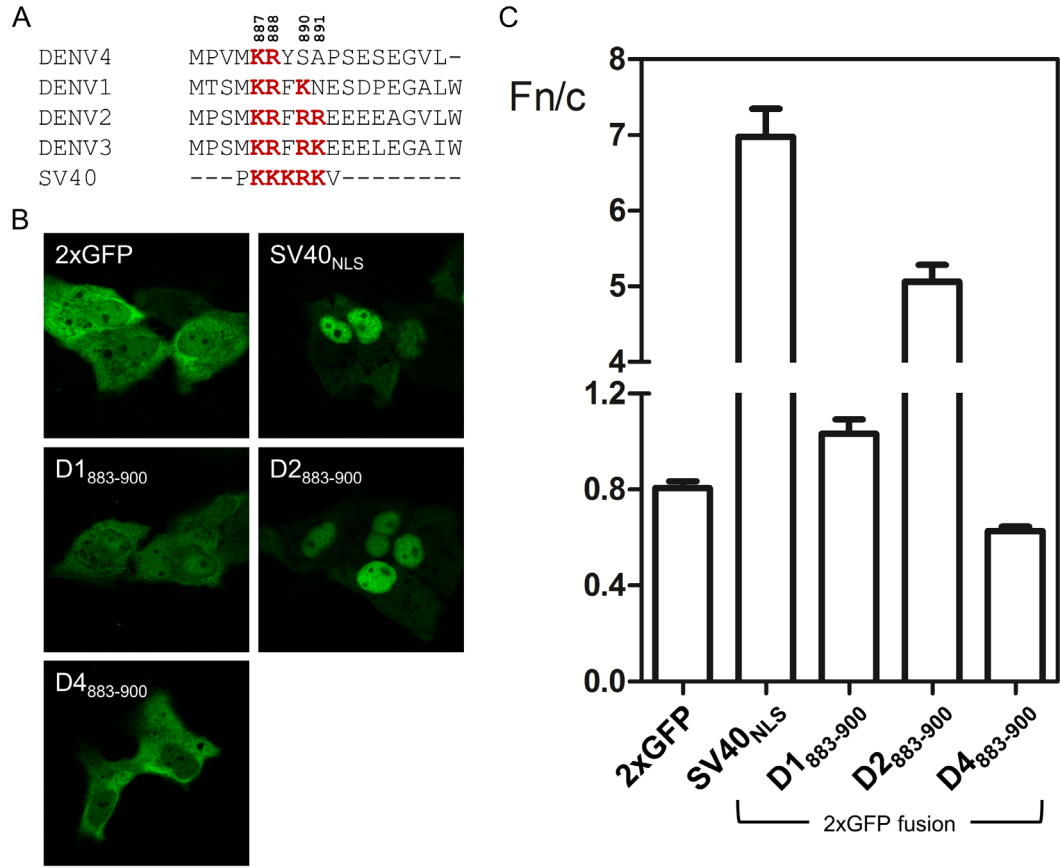 A
887 888 890 891
DENV4 MPVMKRYSAPSESEGVL-
DENV1 MTSMKRFKNESDPEGALW
DENV2 MPSMKRFRREEEEAGVLW
DENV3 MPSMKRFRKEEELEGAIW
SV40 ---PKKKRKV--------
B
2xGFP
SV40NLS
D1883-900
D2883-900
D4883-900
C
Fn/c
8
7
6
5
4
1.2
0.8
0.4
0.0
2xGFP
SV40NLS
D1883-900
D2883-900
D4883-900
2xGFP fusion